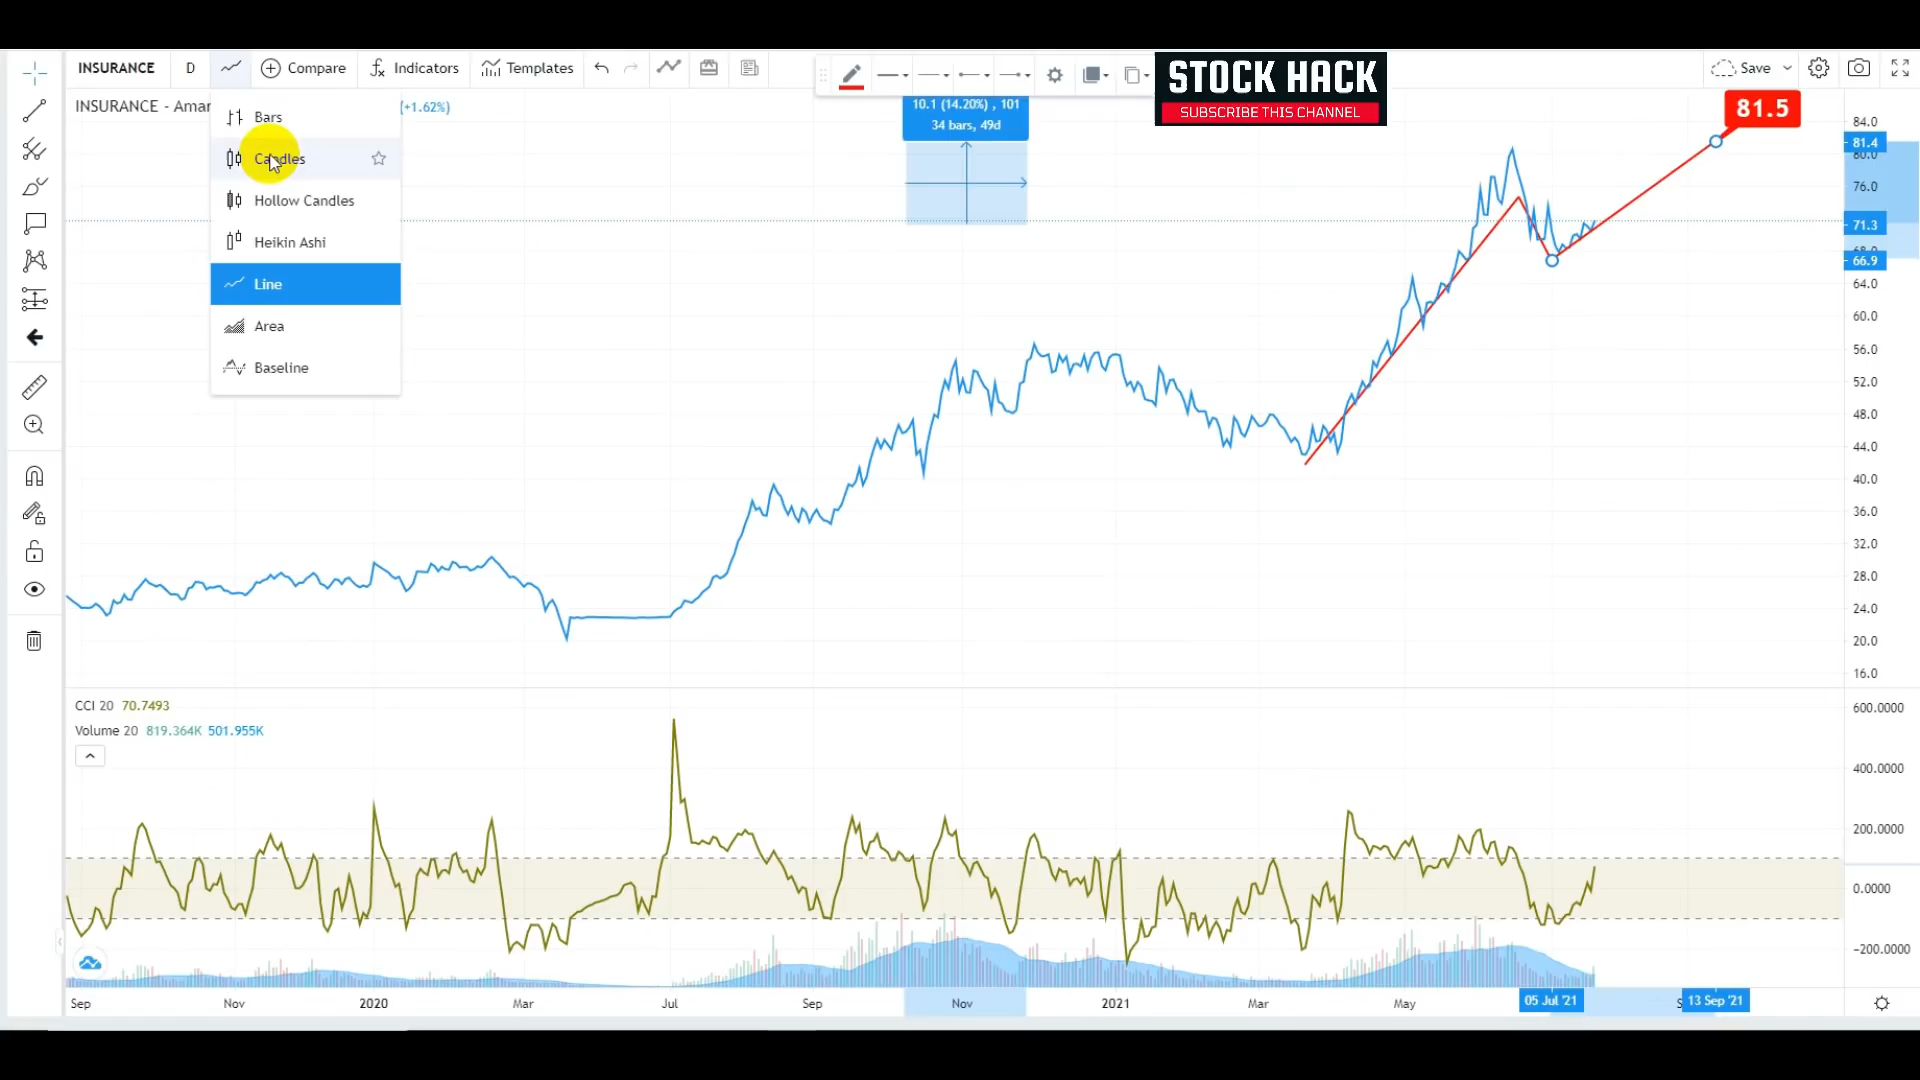 INSURANCE D Compare Indicators Templates
STOCK HACK
SUBSCRIBE THIS CHANNEL
Save
INSURANCE - Amar (+1.62%)
10.1 (14.20%) , 101
34 bars, 49d
81.5
Bars
Candles
Hollow Candles
Heikin Ashi
Line
Area
Baseline
84.0
81.4
80.0
76.0
71.3
68.0
66.9
64.0
60.0
56.0
52.0
48.0
44.0
40.0
36.0
32.0
28.0
24.0
20.0
16.0
CCI 20 70.7493
Volume 20 819.364K 501.955K
600.0000
400.0000
200.0000
0.0000
-200.0000
Sep Nov 2020 Mar Jul Sep Nov 2021 Mar May 05 Jul '21 13 Sep '21